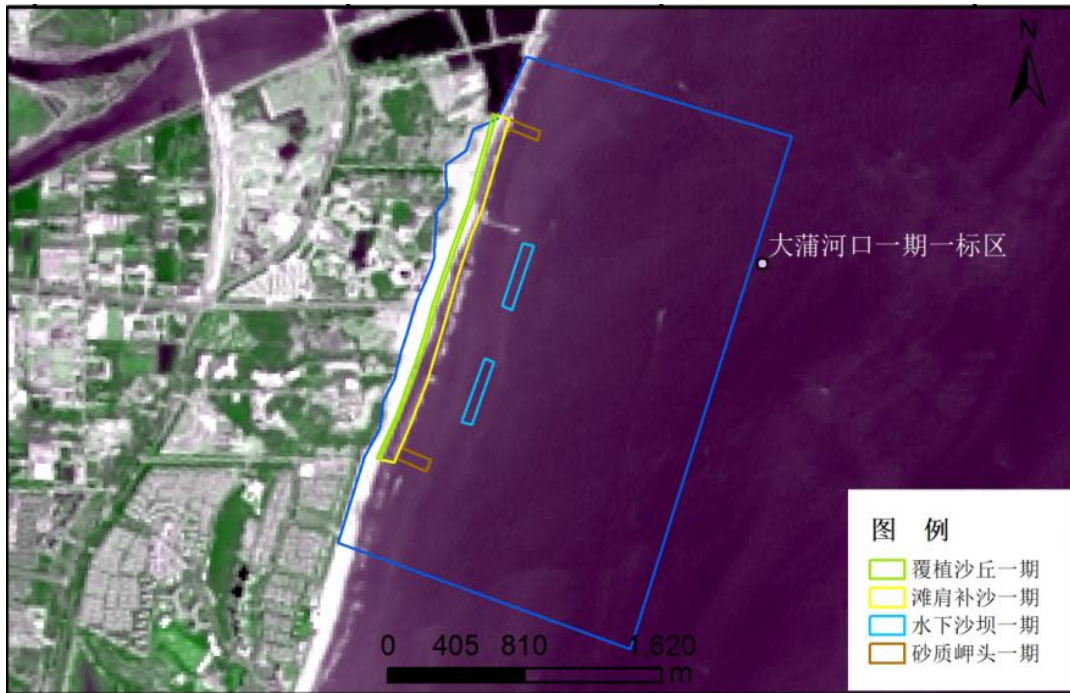 N
大蒲河口一期一标区
图 例
覆植沙丘一期
滩肩补沙一期
水下沙坝一期
砂质岬头一期
0 405 810 1,620
m